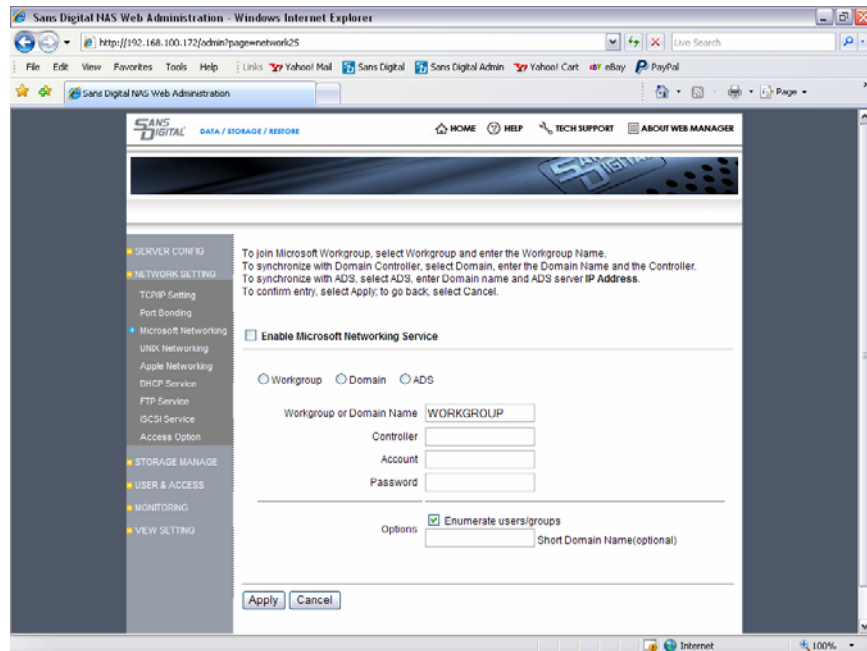 Sans Digital NAS Web Administration - Windows Internet Explorer
http://192.168.100.172/admin?page=network25
Live Search
File Edit View Favorites Tools Help Links Yahoo! Mail Sans Digital Sans Digital Admin Yahoo! Cart eBay PayPal
Sans Digital NAS Web Administration
Page
SANS DIGITAL DATA / STORAGE / RESTORE
HOME HELP TECH SUPPORT ABOUT WEB MANAGER
SANS DIGITAL
SERVER CONFIG
NETWORK SETTING
TCP/IP Setting
Port Bonding
Microsoft Networking
UNIX Networking
Apple Networking
DHCP Service
FTP Service
iSCSI Service
Access Option
STORAGE MANAGE
USER & ACCESS
MONITORING
VIEW SETTING
To join Microsoft Workgroup, select Workgroup and enter the Workgroup Name.
To synchronize with Domain Controller, select Domain, enter the Domain Name and the Controller.
To synchronize with ADS, select ADS, enter Domain name and ADS server IP Address.
To confirm entry, select Apply; to go back, select Cancel.
Enable Microsoft Networking Service
Workgroup Domain ADS
Workgroup or Domain Name WORKGROUP
Controller
Account
Password
Options Enumerate users/groups
Short Domain Name(optional)
Apply Cancel
Internet 100%